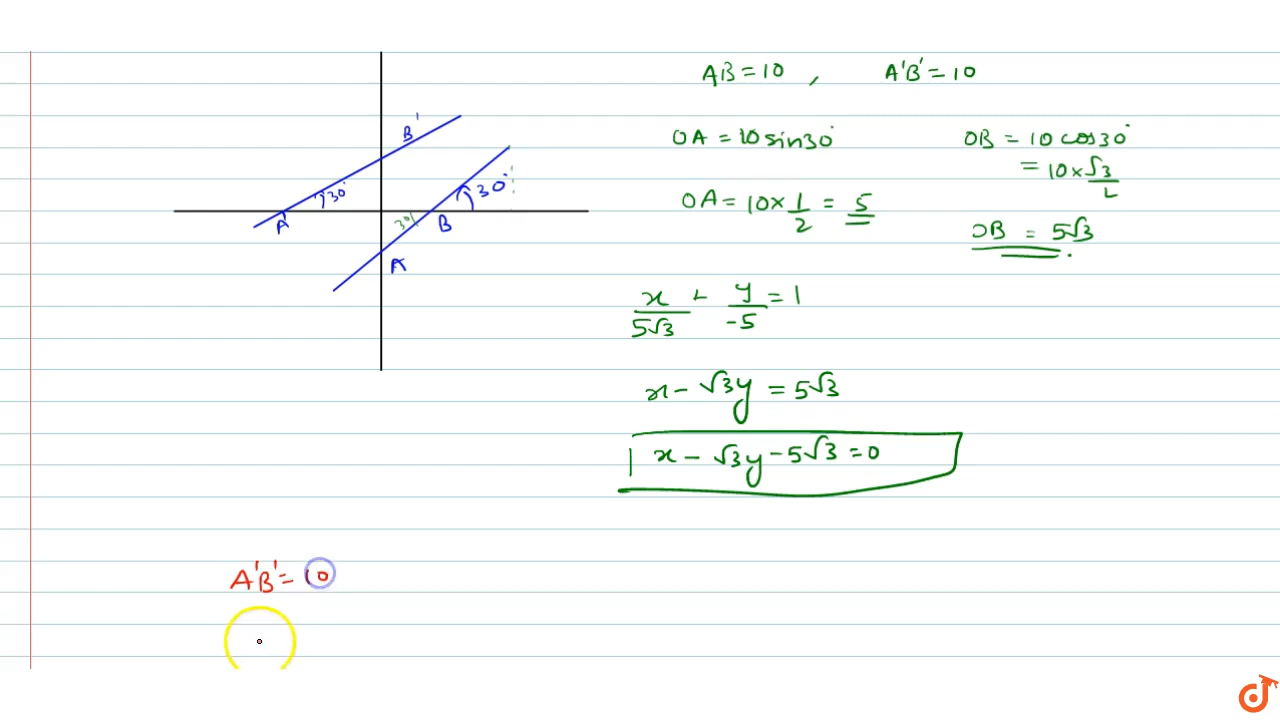 AB = 10 , A'B' = 10
OA = 10 sin30°
OA = 10 × 1/2 = 5
OB = 10 cos30°
= 10 × √3/2
OB = 5√3
x/5√3 + y/-5 = 1
x - √3y = 5√3
x - √3y - 5√3 = 0
B'
30°
A'
30°
30°
B
A
A'B' = 10
d